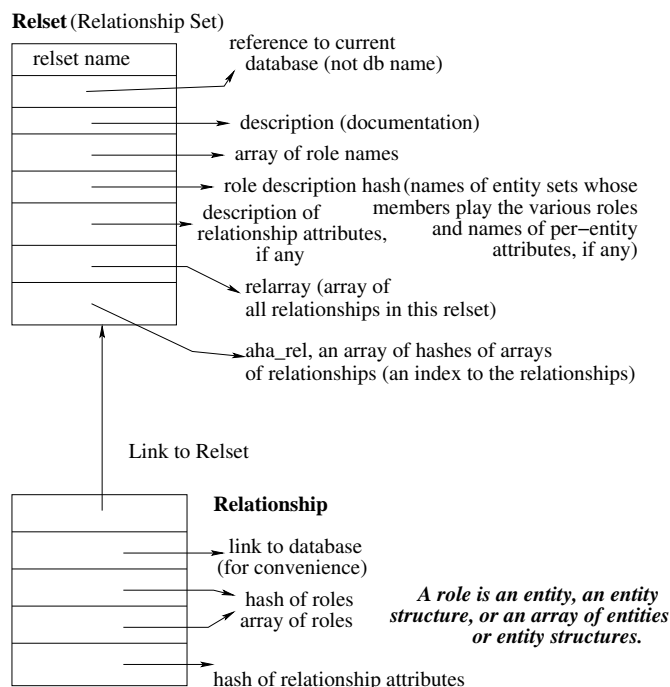 Relset (Relationship Set)
relset name
reference to current
database (not db name)
description (documentation)
array of role names
role description hash (names of entity sets whose
members play the various roles
and names of per−entity
attributes, if any)
description of
relationship attributes,
if any
relarray (array of
all relationships in this relset)
aha_rel, an array of hashes of arrays
of relationships (an index to the relationships)
Link to Relset
Relationship
link to database
(for convenience)
hash of roles
array of roles
A role is an entity, an entity
structure, or an array of entities
or entity structures.
hash of relationship attributes